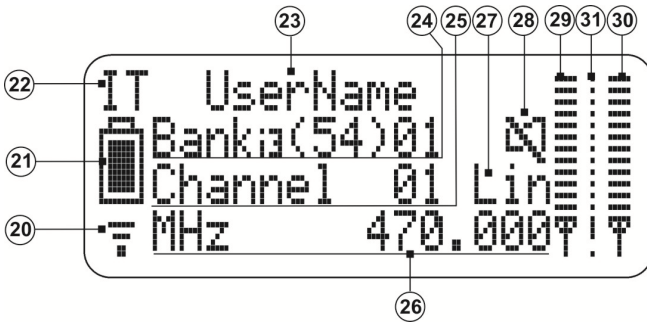 23 24 25 27 28 29 31 30
22 IT UserName
21 Bank (54)01
Channel 01 Lin
20 MHz 470.000
26